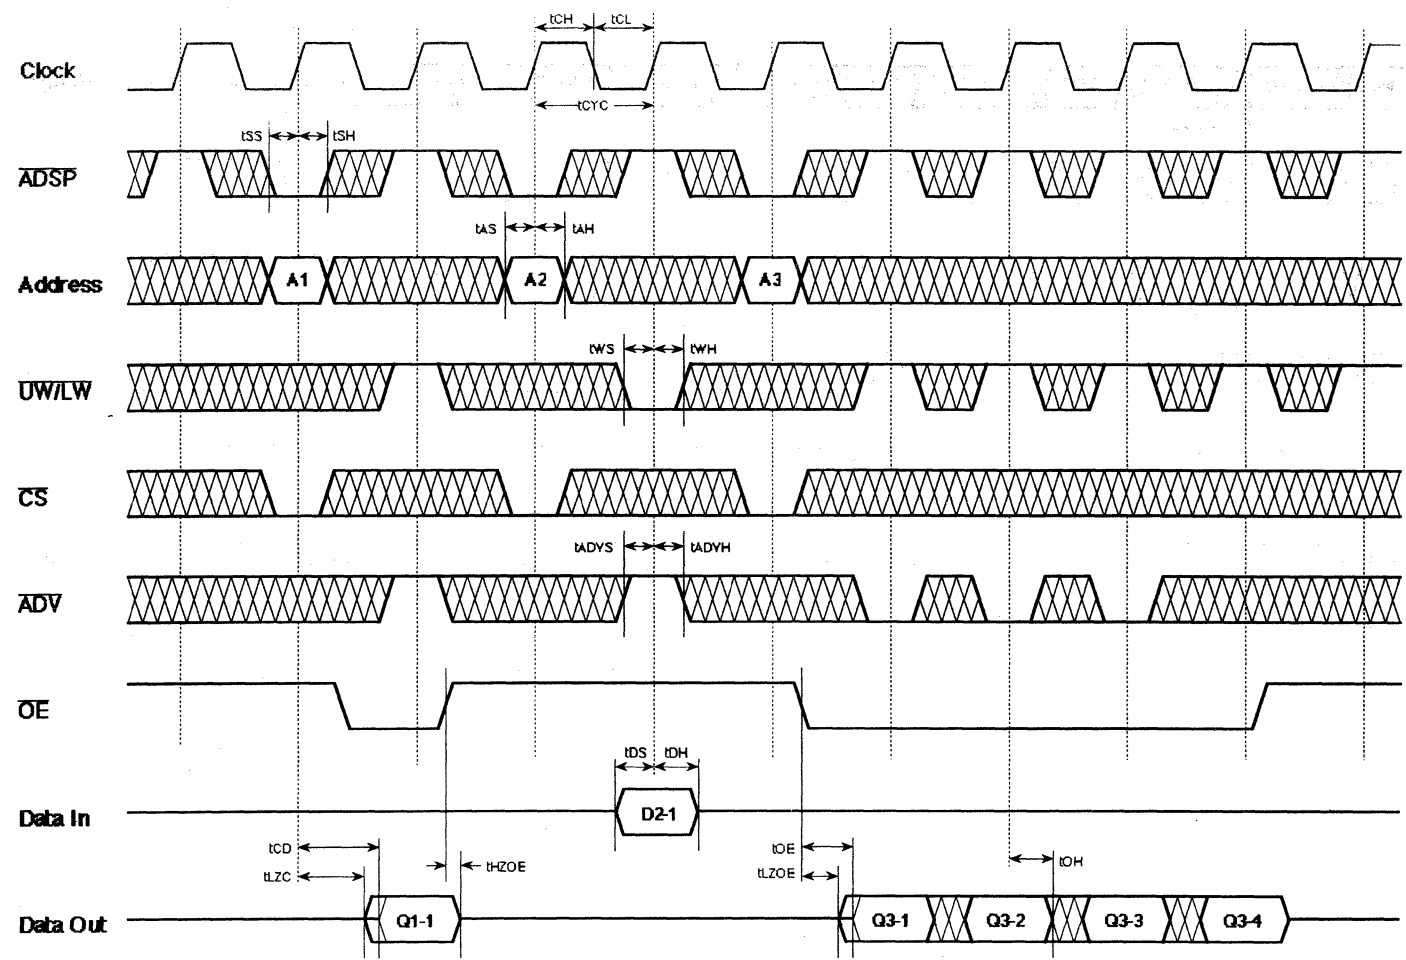 tCH tCL
Clock
tCYC
tSS tSH
ADSP
tAS tAH
Address A1 A2 A3
tWS tWH
UW/LW
CS
tADVS tADVH
ADV
OE
tDS tDH
Data In D2-1
tCD tHZOE tOE tOH
tLZC tLZOE
Data Out Q1-1 Q3-1 Q3-2 Q3-3 Q3-4